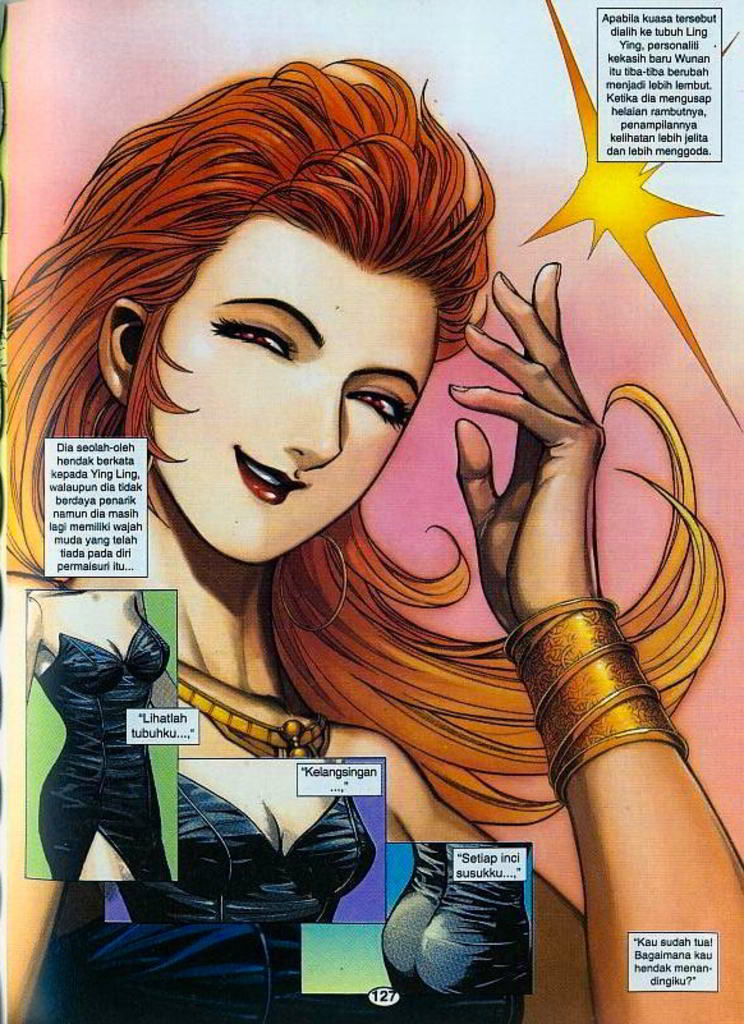 Apabila kuasa tersebut
dialih ke tubuh Ling
Ying, personaliti
kekasih baru Wunan
itu tiba-tiba berubah
menjadi lebih lembut.
Ketika dia mengusap
helaian rambutnya,
penampilannya
kelihatan lebih jelita
dan lebih menggoda.
Dia seolah-oleh
hendak berkata
kepada Ying Ling,
walaupun dia tidak
berdaya penarik
namun dia masih
lagi memiliki wajah
muda yang telah
tiada pada diri
permaisuri itu...
"Lihatlah
tubuhku...,"
"Kelangsingan
...,"
"Setiap inci
susukku...,"
"Kau sudah tua!
Bagaimana kau
hendak menan-
dingiku?"
127